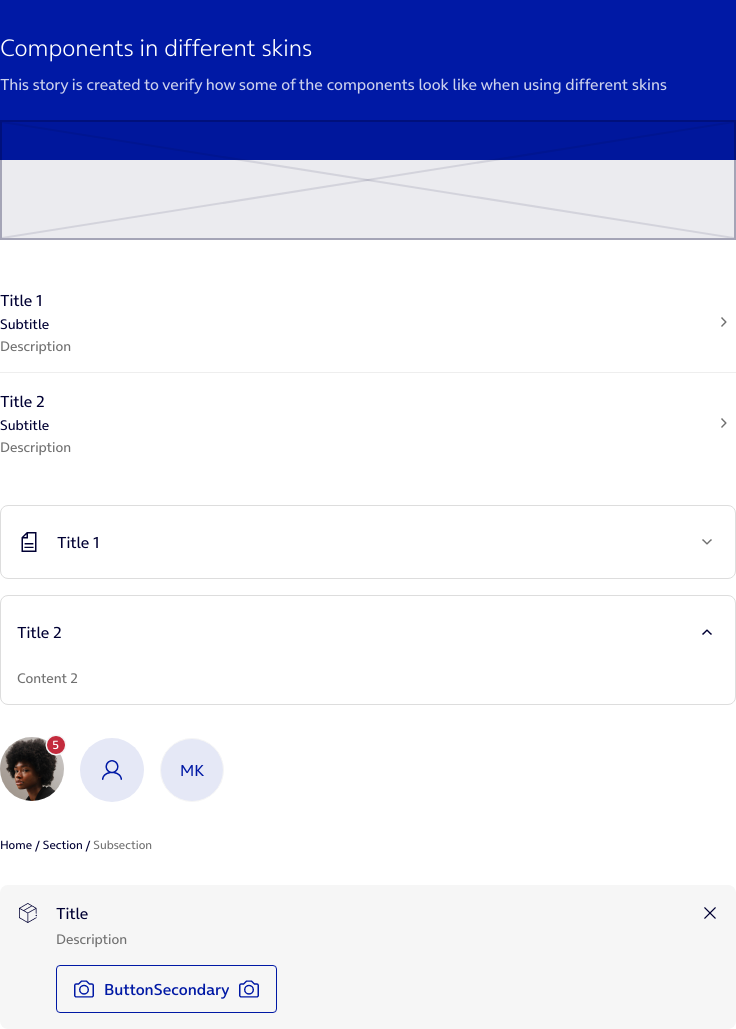 Components in different skins
This story is created to verify how some of the components look like when using different skins
Title 1
Subtitle
Description
Title 2
Subtitle
Description
Title 1
Title 2
Content 2
5
MK
Home / Section / Subsection
Title
Description
ButtonSecondary